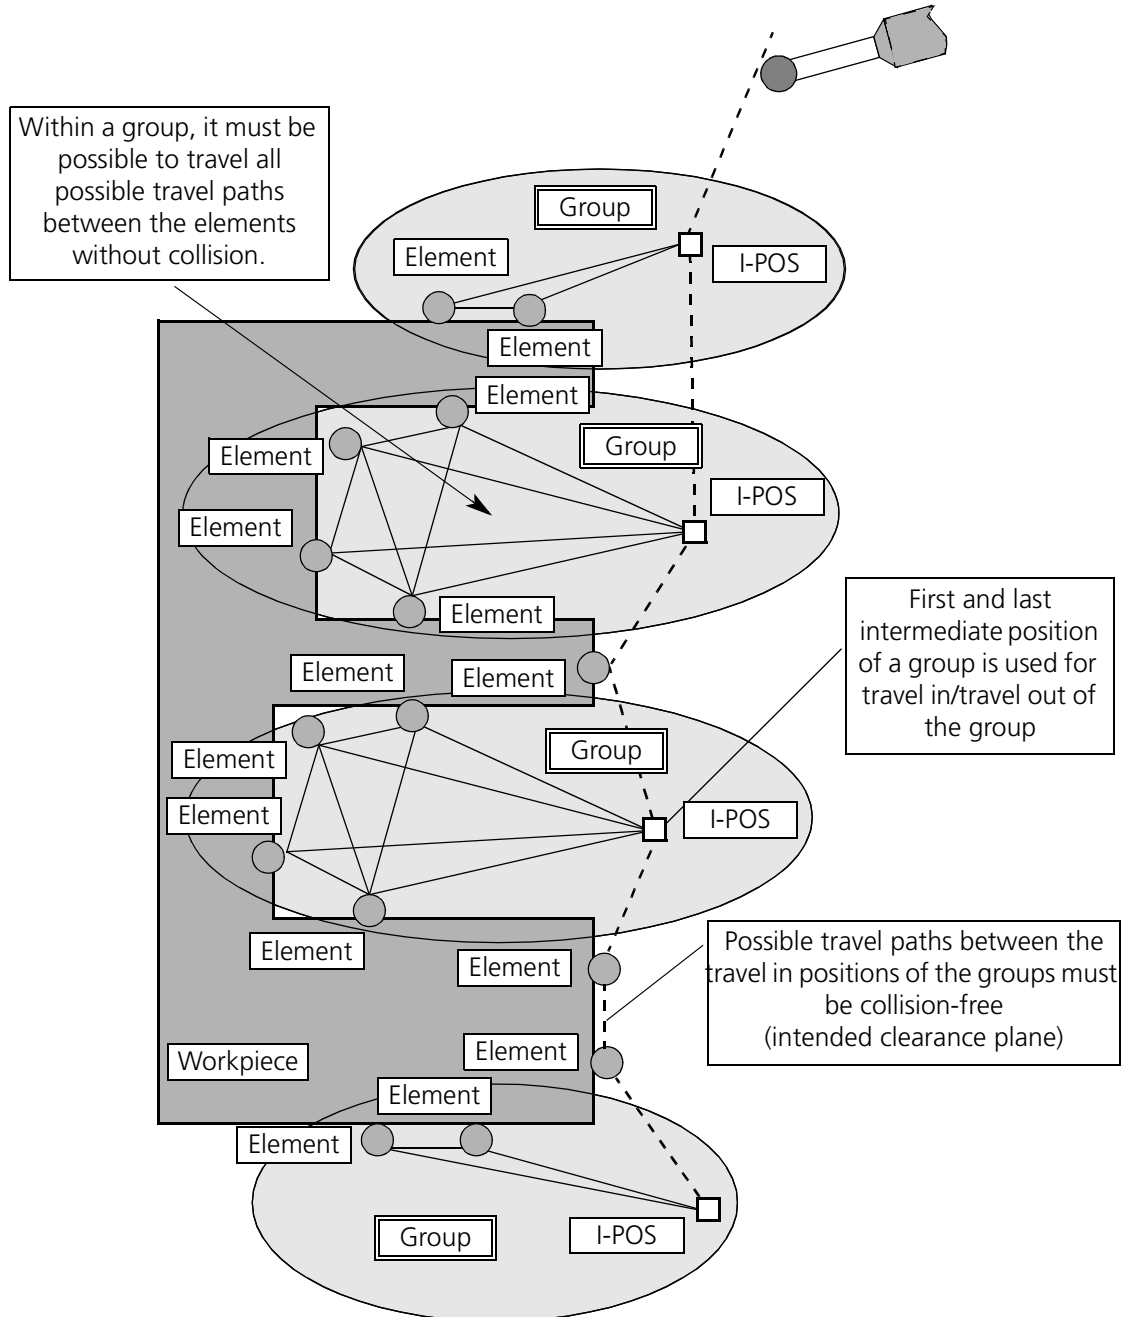 Within a group, it must be
possible to travel all
possible travel paths
between the elements
without collision.
Group
Element
I-POS
Element
Element
Group
Element
I-POS
Element
Element
First and last
intermediate position
of a group is used for
travel in/travel out of
the group
Element
Element
Group
Element
Element
I-POS
Element
Element
Possible travel paths between the
travel in positions of the groups must
be collision-free
(intended clearance plane)
Element
Workpiece
Element
Element
Group
I-POS